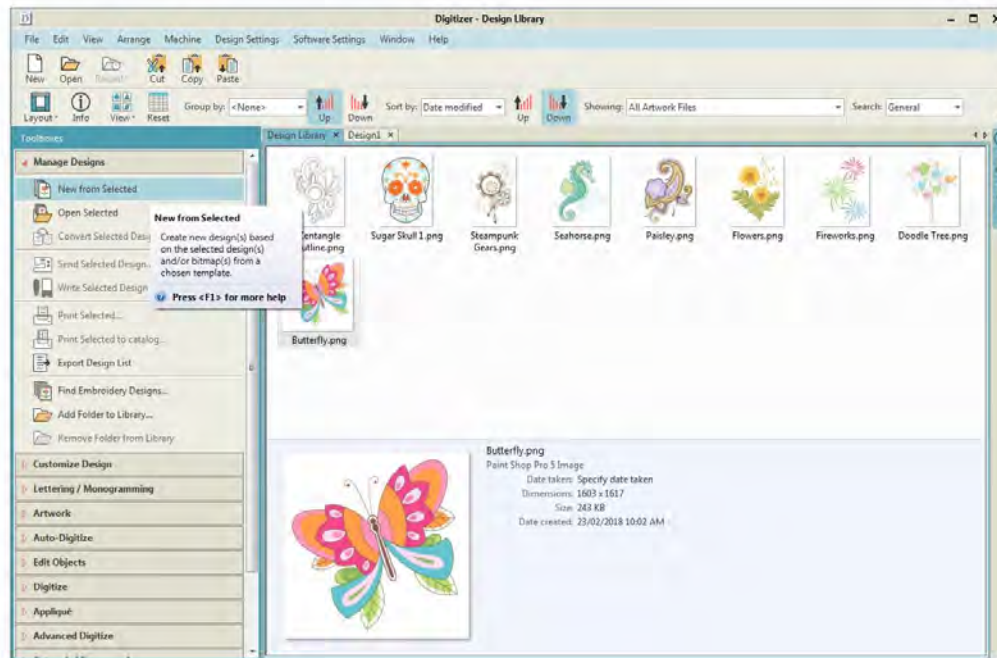 Digitizer - Design Library
File Edit View Arrange Machine Design Settings Software Settings Window Help
New Open Recent Cut Copy Paste
Layout Info View Reset Group by: <None> Up Down Sort by: Date modified Up Down Showing: All Artwork Files Search: General
Toolboxes
Design Library × Design1 ×
Manage Designs
New from Selected
Open Selected
Convert Selected Desi
Send Selected Design...
Write Selected Design
Print Selected...
Print Selected to catalog...
Export Design List
Find Embroidery Designs...
Add Folder to Library...
Remove Folder from Library
Customize Design
Lettering / Monogramming
Artwork
Auto-Digitize
Edit Objects
Digitize
Appliqué
Advanced Digitize
New from Selected
Create new design(s) based
on the selected design(s)
and/or bitmap(s) from a
chosen template.
Press <F1> for more help
Sugar Skull 1.png
Steampunk
Gears.png
Seahorse.png
Paisley.png
Flowers.png
Fireworks.png
Doodle Tree.png
Butterfly.png
Butterfly.png
Paint Shop Pro 5 Image
Date taken: Specify date taken
Dimensions: 1603 x 1617
Size: 243 KB
Date created: 23/02/2018 10:02 AM